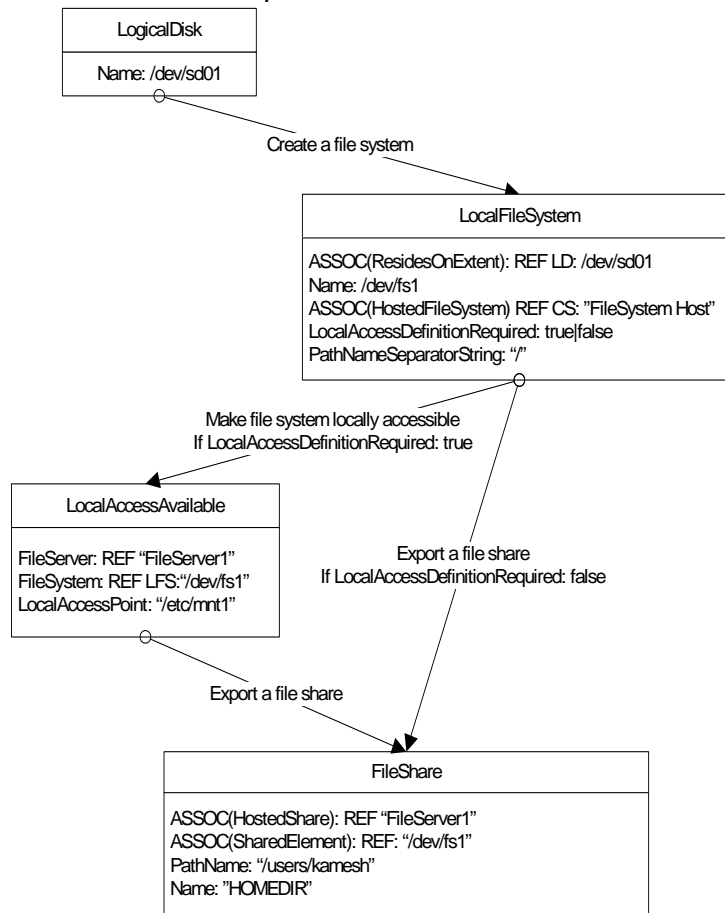 LogicalDisk
Name: /dev/sd01
Create a file system
LocalFileSystem
ASSOC(ResidesOnExtent): REF LD: /dev/sd01
Name: /dev/fs1
ASSOC(HostedFileSystem) REF CS: "FileSystem Host"
LocalAccessDefinitionRequired: true|false
PathNameSeparatorString: "/"
Make file system locally accessible
If LocalAccessDefinitionRequired: true
LocalAccessAvailable
FileServer: REF "FileServer1"
FileSystem: REF LFS:"/dev/fs1"
LocalAccessPoint: "/etc/mnt1"
Export a file share
If LocalAccessDefinitionRequired: false
Export a file share
FileShare
ASSOC(HostedShare): REF "FileServer1"
ASSOC(SharedElement): REF: "/dev/fs1"
PathName: "/users/kamesh"
Name: "HOMEDIR"